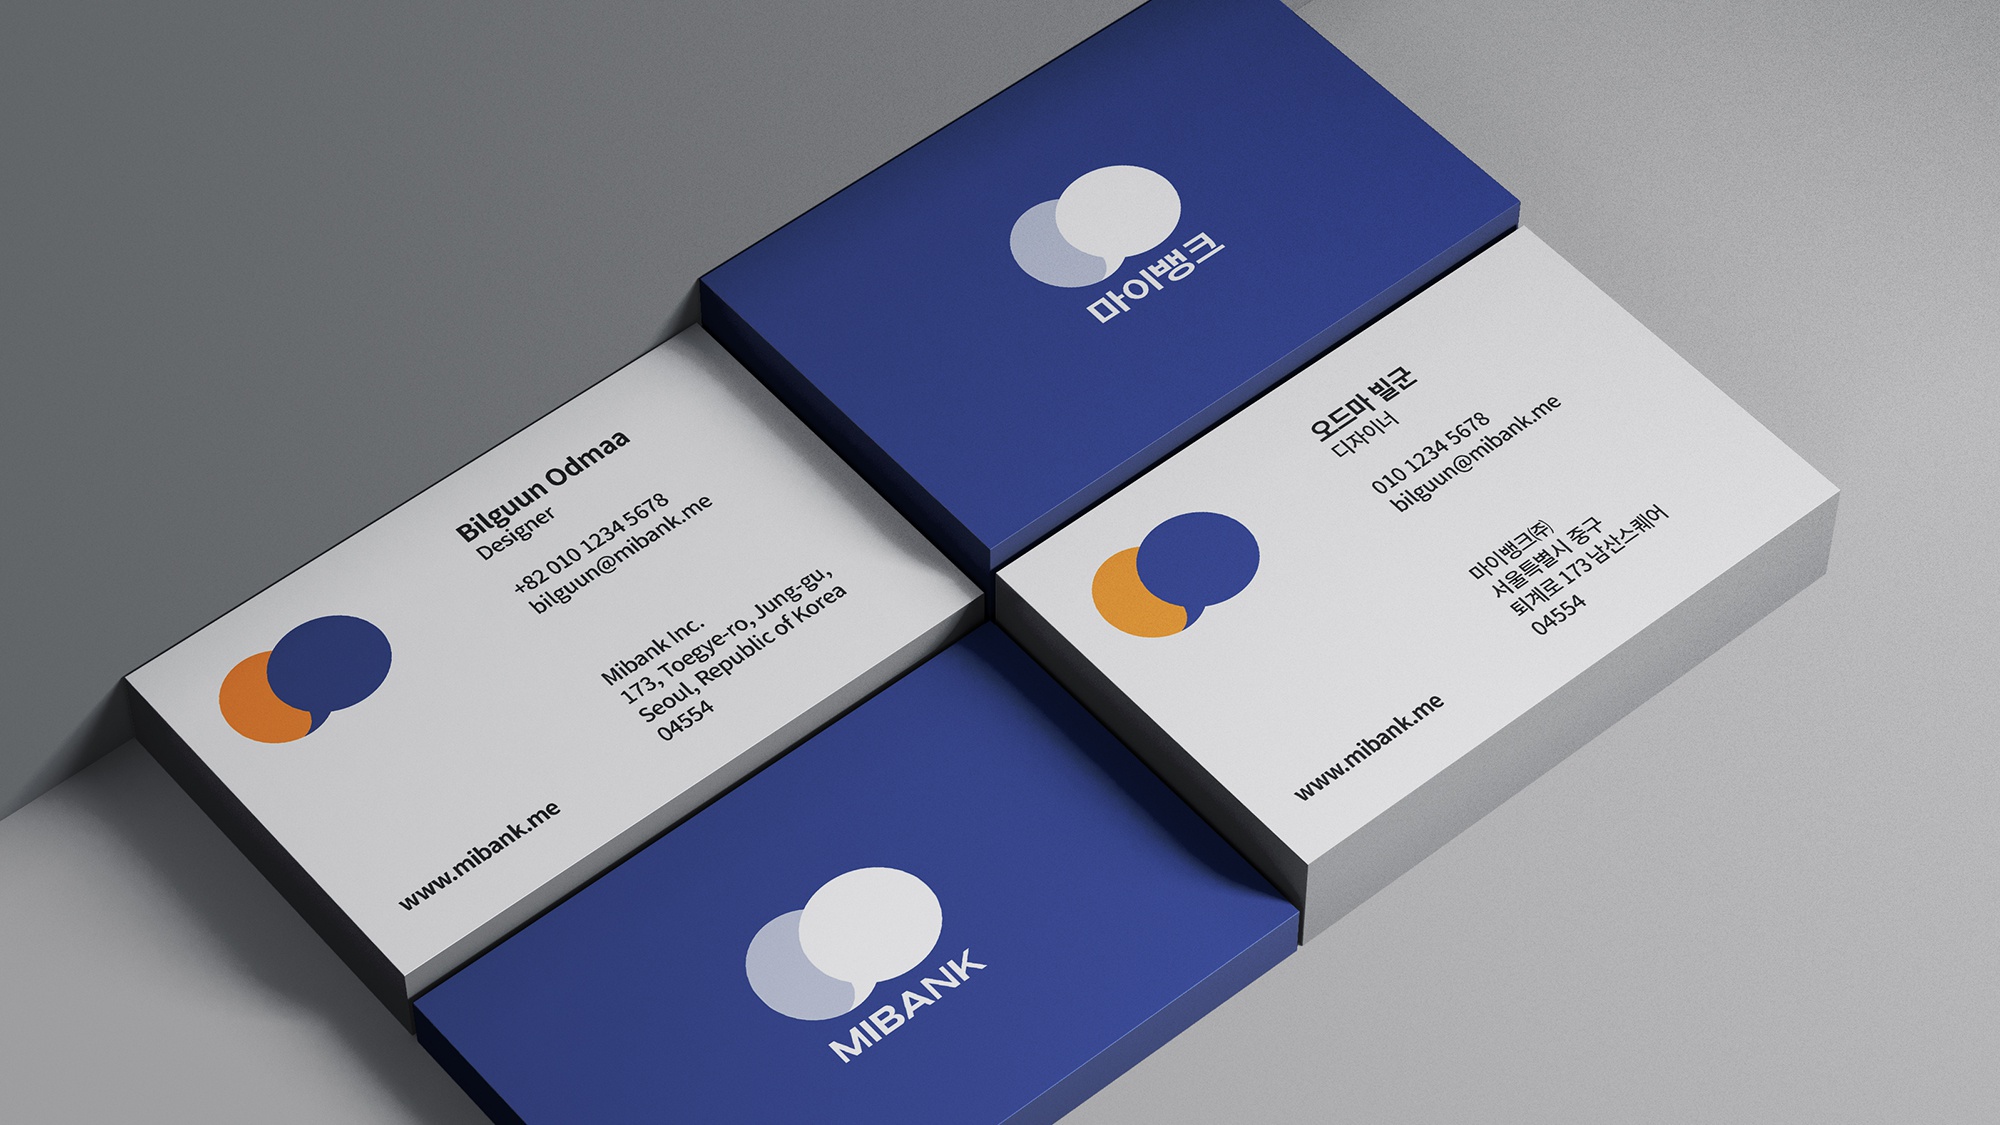 마이뱅크
Bilguun Odmaa
Designer
+82 010 1234 5678
bilguun@mibank.me
Mibank Inc.
173, Toegye-ro, Jung-gu,
Seoul, Republic of Korea
04554
www.mibank.me
오드마 빌군
디자이너
010 1234 5678
bilguun@mibank.me
마이뱅크㈜
서울특별시 중구
퇴계로 173 남산스퀘어
04554
www.mibank.me
MIBANK